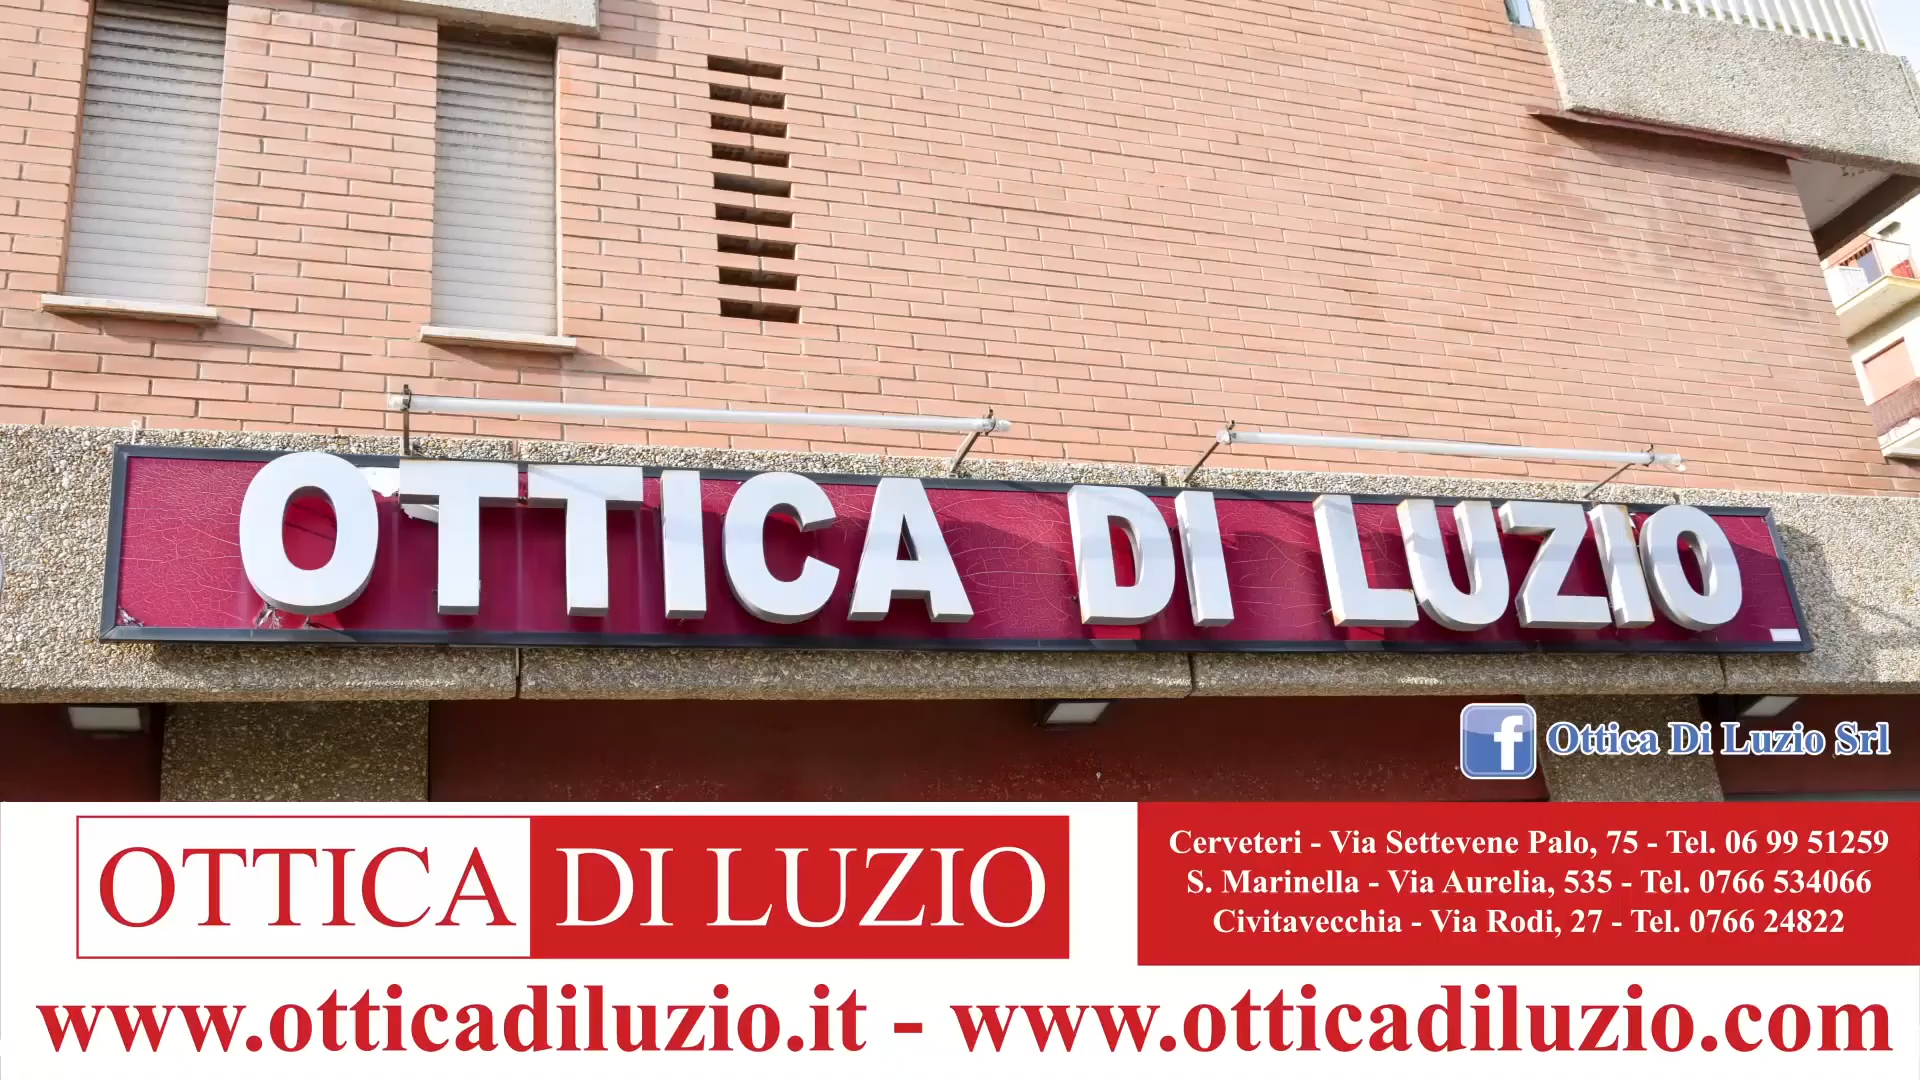 OTTICA DI LUZIO
f Ottica Di Luzio Srl
OTTICA DI LUZIO
Cerveteri - Via Settevene Palo, 75 - Tel. 06 99 51259
S. Marinella - Via Aurelia, 535 - Tel. 0766 534066
Civitavecchia - Via Rodi, 27 - Tel. 0766 24822
www.otticadiluzio.it - www.otticadiluzio.com